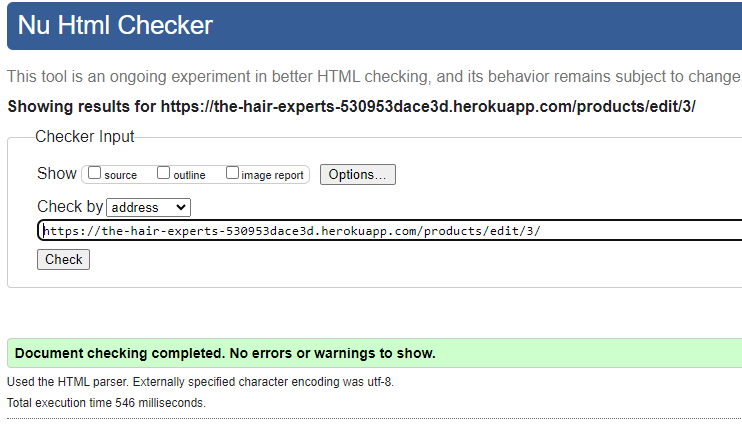 Nu Html Checker
This tool is an ongoing experiment in better HTML checking, and its behavior remains subject to change
Showing results for https://the-hair-experts-530953dace3d.herokuapp.com/products/edit/3/
Checker Input
Show source outline image report Options...
Check by address
https://the-hair-experts-530953dace3d.herokuapp.com/products/edit/3/
Check
Document checking completed. No errors or warnings to show.
Used the HTML parser. Externally specified character encoding was utf-8.
Total execution time 546 milliseconds.